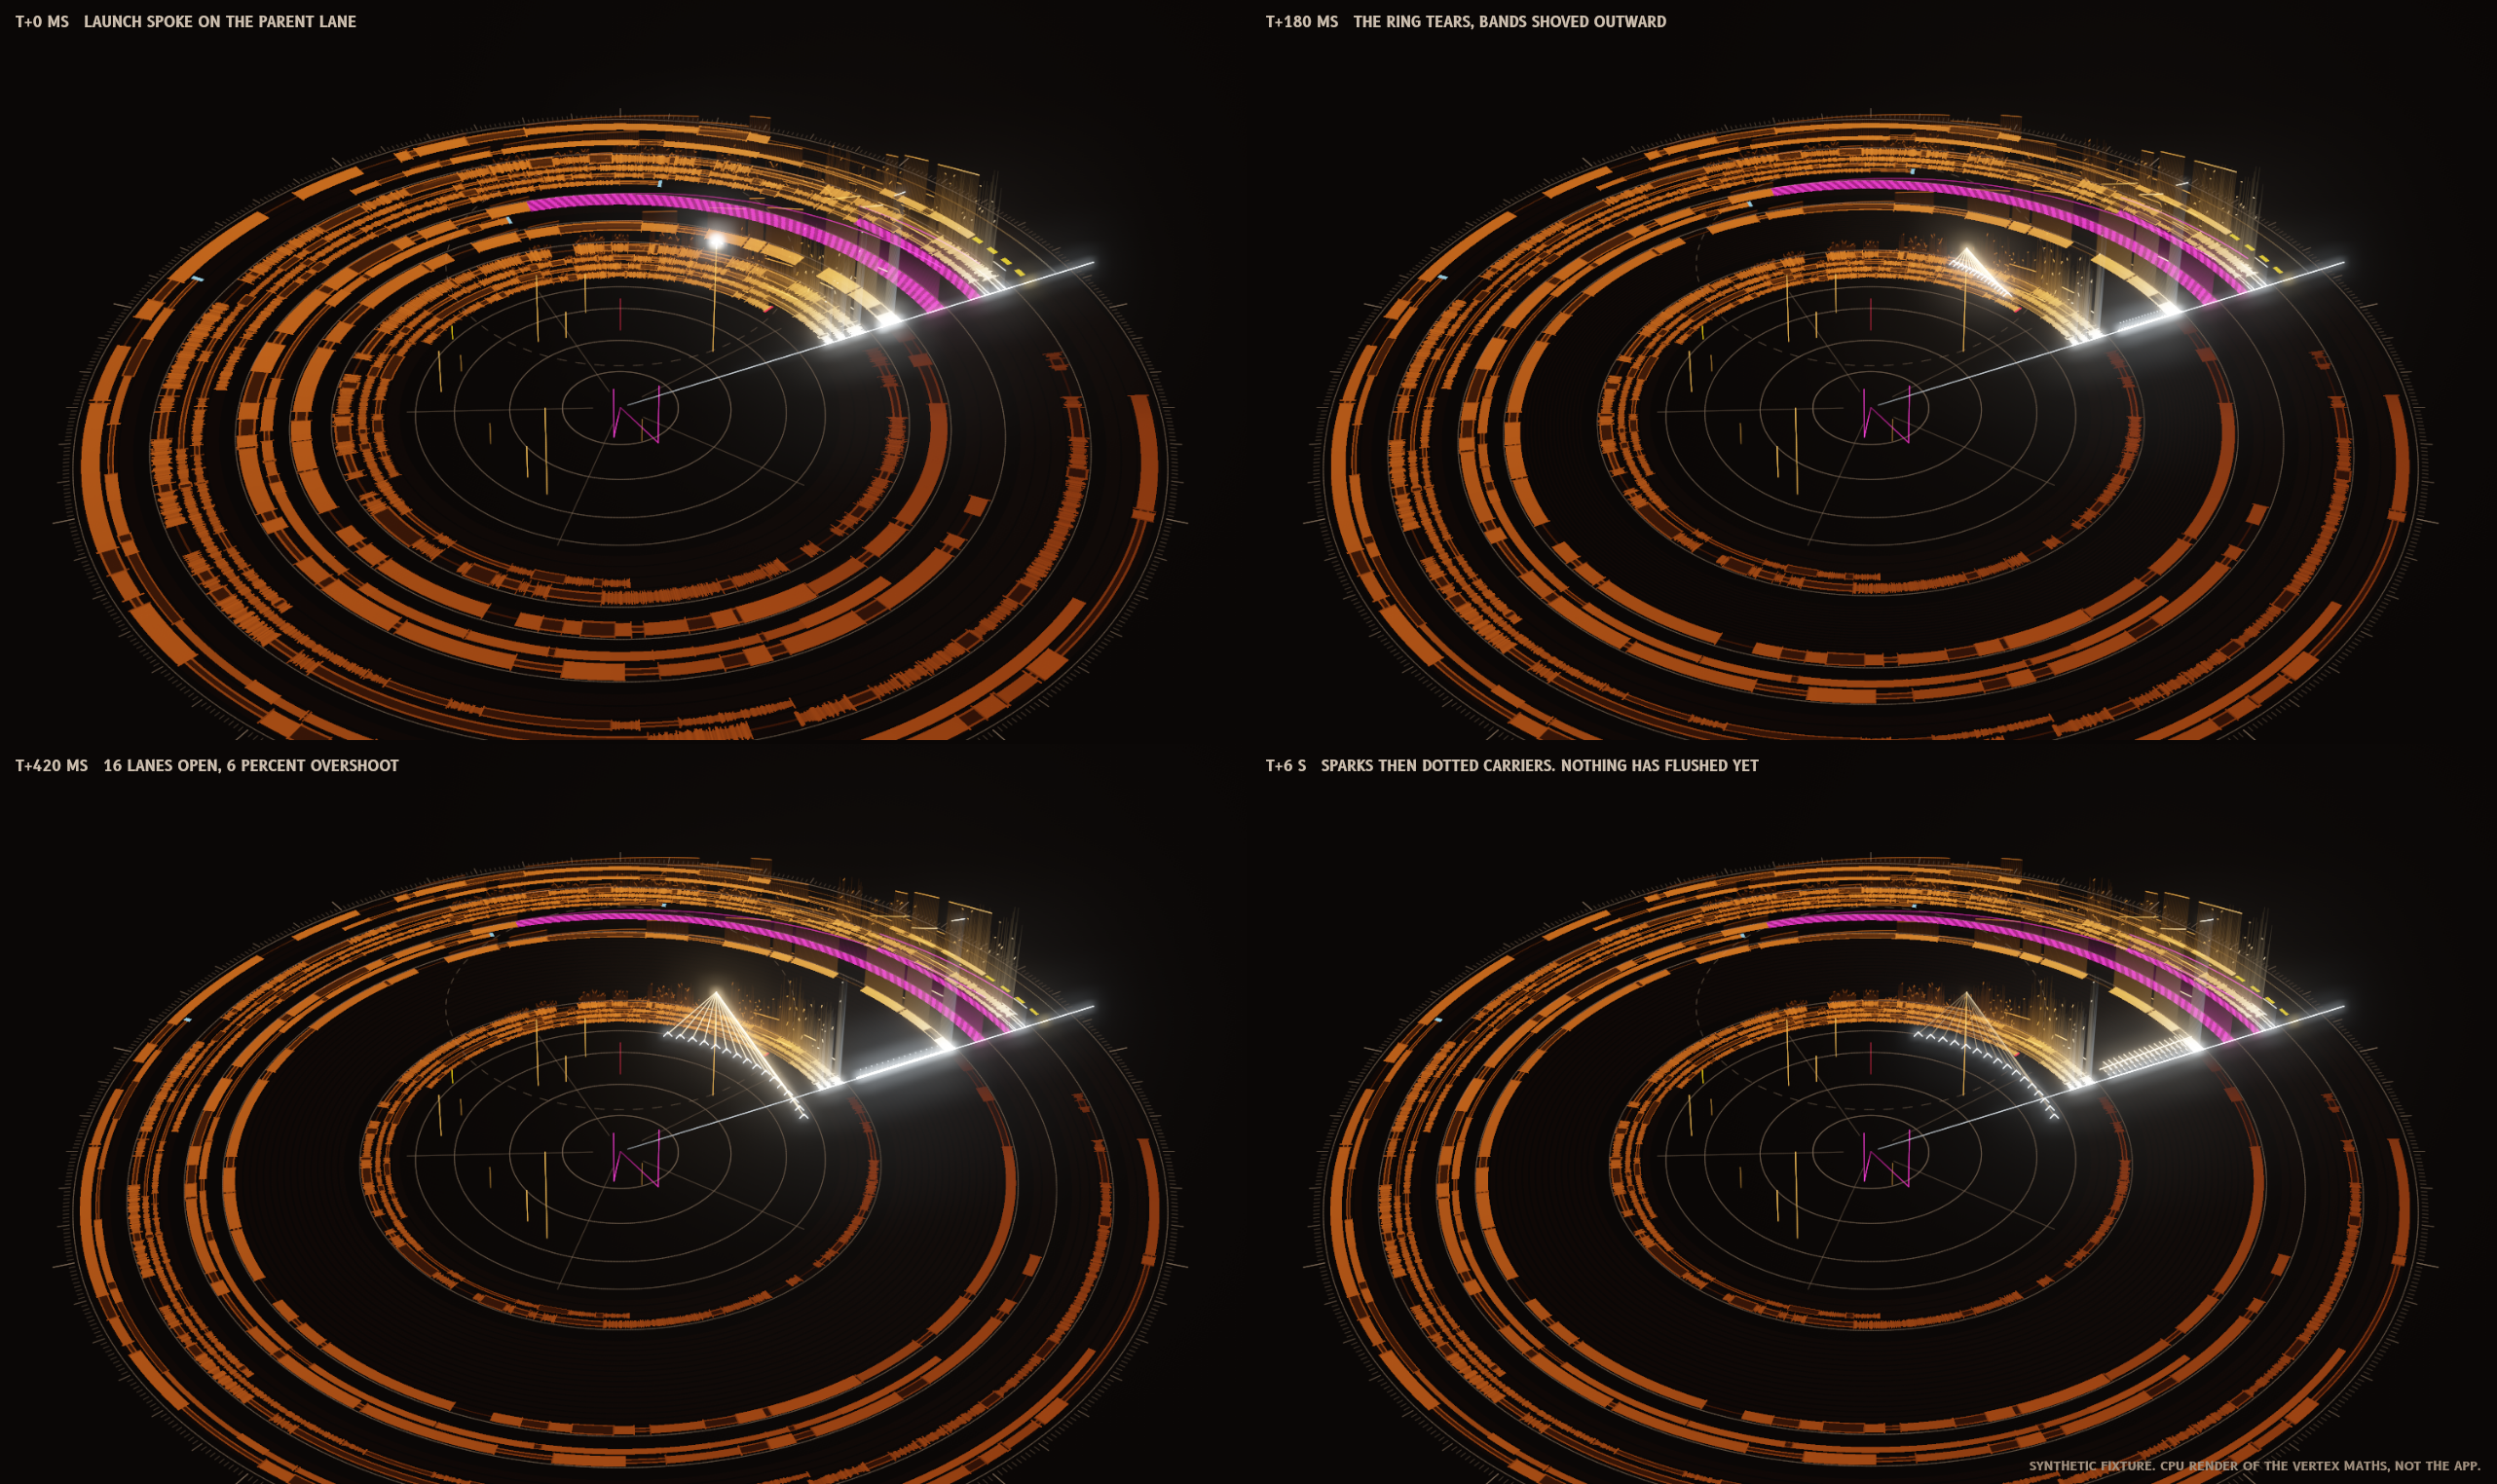 T+0 MS LAUNCH SPOKE ON THE PARENT LANE
T+180 MS THE RING TEARS, BANDS SHOVED OUTWARD
T+420 MS 16 LANES OPEN, 6 PERCENT OVERSHOOT
T+6 S SPARKS THEN DOTTED CARRIERS. NOTHING HAS FLUSHED YET
SYNTHETIC FIXTURE. CPU RENDER OF THE VERTEX MATHS, NOT THE APP.